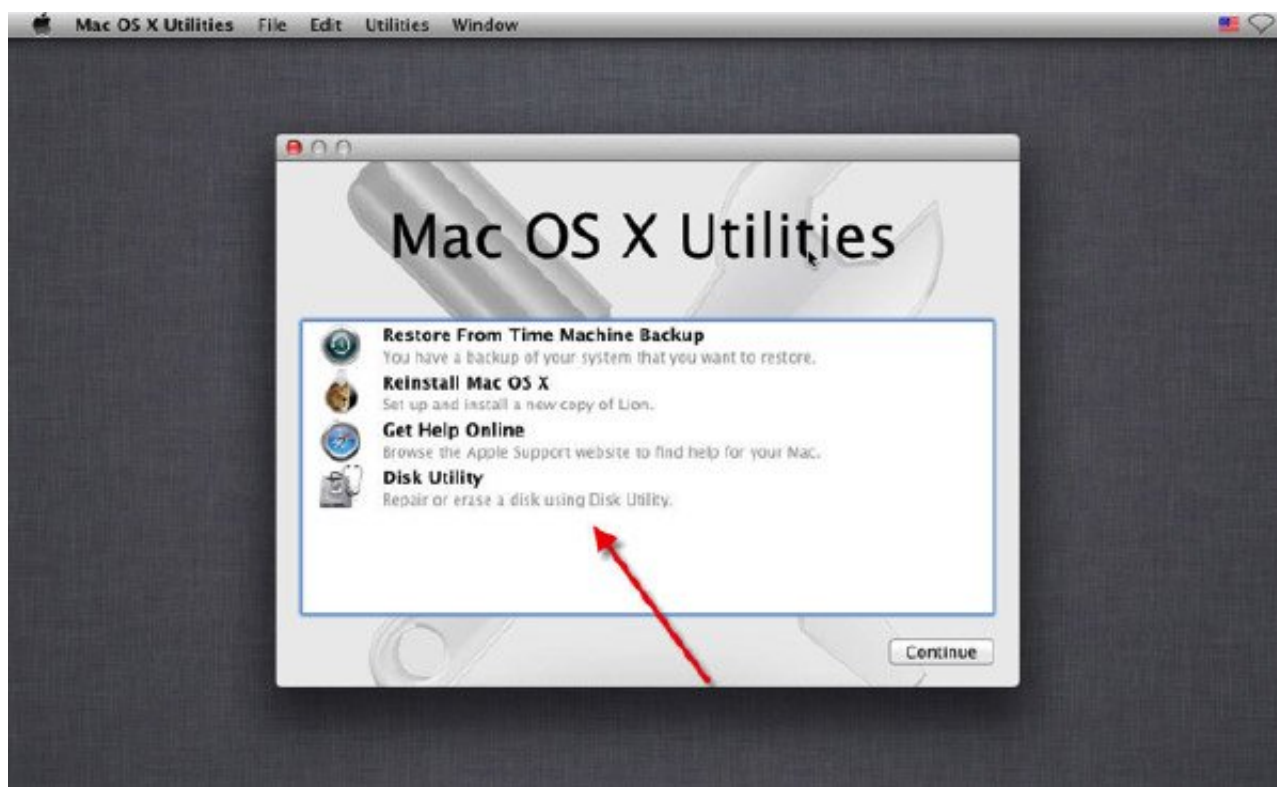 Mac OS X Utilities File Edit Utilities Window
Mac OS X Utilities
Restore From Time Machine Backup
You have a backup of your system that you want to restore.
Reinstall Mac OS X
Set up and install a new copy of Lion.
Get Help Online
Browse the Apple Support website to find help for your Mac.
Disk Utility
Repair or erase a disk using Disk Utility.
Continue